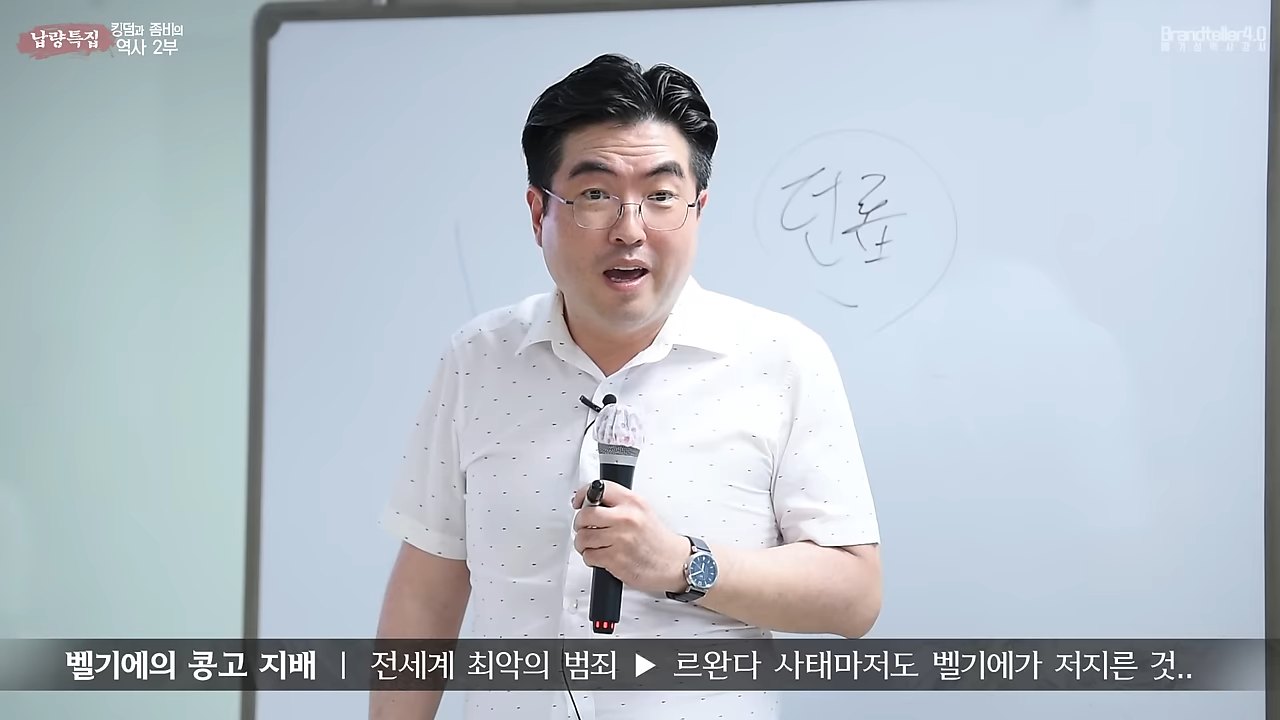 납량특집
킹덤과 좀비의
역사 2부
Brandteller4.0
던롭
벨기에의 콩고 지배 | 전세계 최악의 범죄 ▶ 르완다 사태마저도 벨기에가 저지른 것..